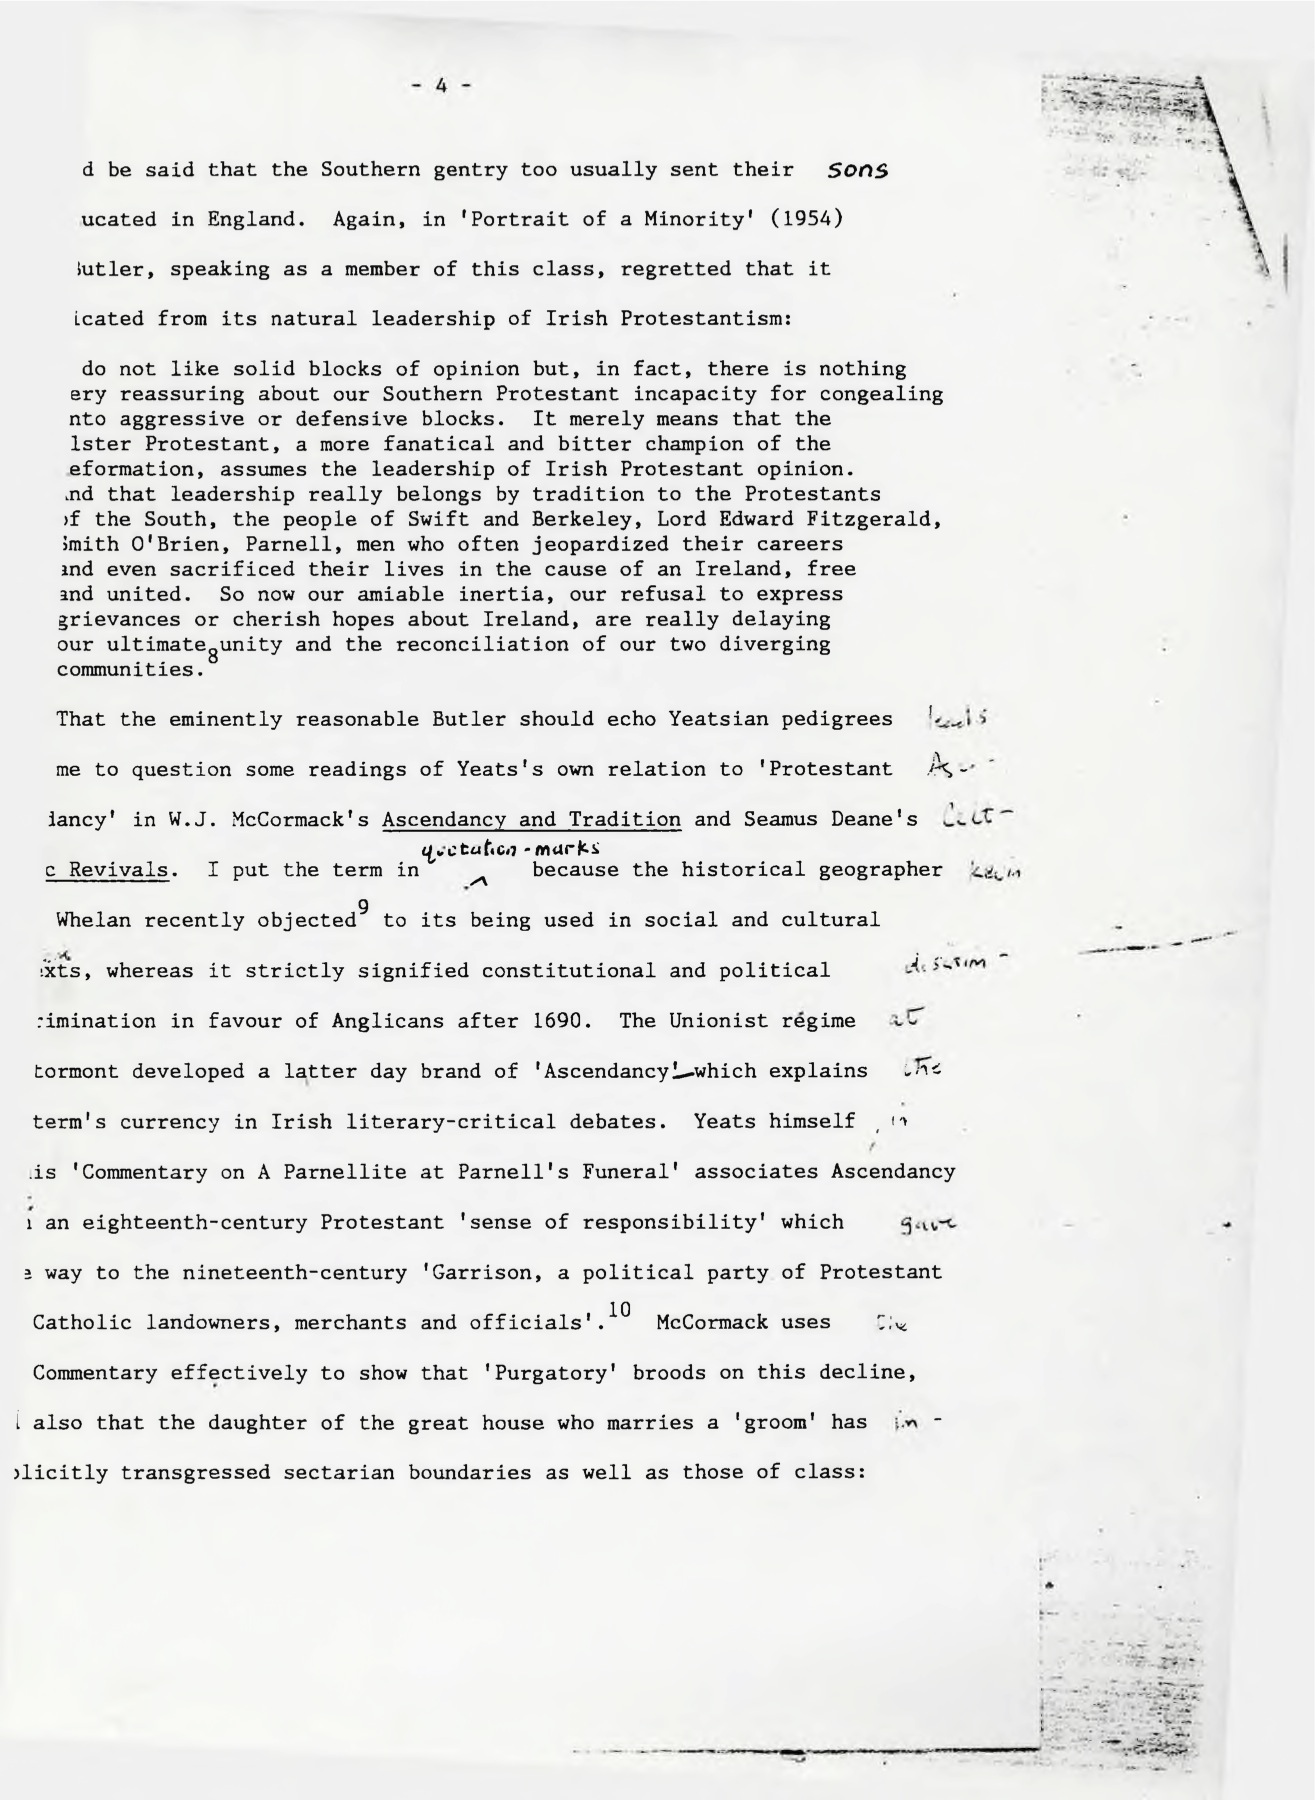 - 4 -
d be said that the Southern gentry too usually sent their sons
ucated in England. Again, in 'Portrait of a Minority' (1954)
utler, speaking as a member of this class, regretted that it
icated from its natural leadership of Irish Protestantism:
do not like solid blocks of opinion but, in fact, there is nothing
ery reassuring about our Southern Protestant incapacity for congealing
nto aggressive or defensive blocks. It merely means that the
lster Protestant, a more fanatical and bitter champion of the
eformation, assumes the leadership of Irish Protestant opinion.
nd that leadership really belongs by tradition to the Protestants
of the South, the people of Swift and Berkeley, Lord Edward Fitzgerald,
Smith O'Brien, Parnell, men who often jeopardized their careers
and even sacrificed their lives in the cause of an Ireland, free
and united. So now our amiable inertia, our refusal to express
grievances or cherish hopes about Ireland, are really delaying
our ultimate unity and the reconciliation of our two diverging
communities.8
That the eminently reasonable Butler should echo Yeatsian pedigrees leads
me to question some readings of Yeats's own relation to 'Protestant As
dancy' in W.J. McCormack's Ascendancy and Tradition and Seamus Deane's Celt-
quotation-marks
c Revivals. I put the term in because the historical geographer Kevin
Whelan recently objected9 to its being used in social and cultural
exts, whereas it strictly signified constitutional and political discrim-
rimination in favour of Anglicans after 1690. The Unionist régime at
tormont developed a latter day brand of 'Ascendancy'—which explains the
term's currency in Irish literary-critical debates. Yeats himself, in
is 'Commentary on A Parnellite at Parnell's Funeral' associates Ascendancy
an eighteenth-century Protestant 'sense of responsibility' which gave
e way to the nineteenth-century 'Garrison, a political party of Protestant
Catholic landowners, merchants and officials'.10 McCormack uses the
Commentary effectively to show that 'Purgatory' broods on this decline,
also that the daughter of the great house who marries a 'groom' has im-
plicitly transgressed sectarian boundaries as well as those of class: